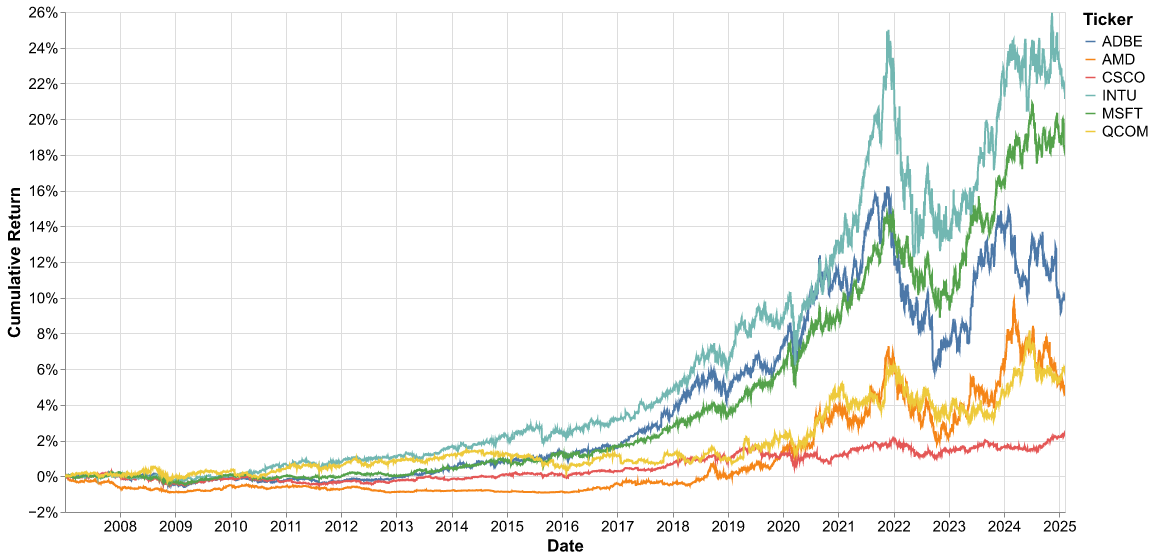 26%
24%
22%
20%
18%
16%
14%
12%
10%
8%
6%
4%
2%
0%
−2%
Cumulative Return
2008 2009 2010 2011 2012 2013 2014 2015 2016 2017 2018 2019 2020 2021 2022 2023 2024 2025
Date
Ticker
ADBE
AMD
CSCO
INTU
MSFT
QCOM